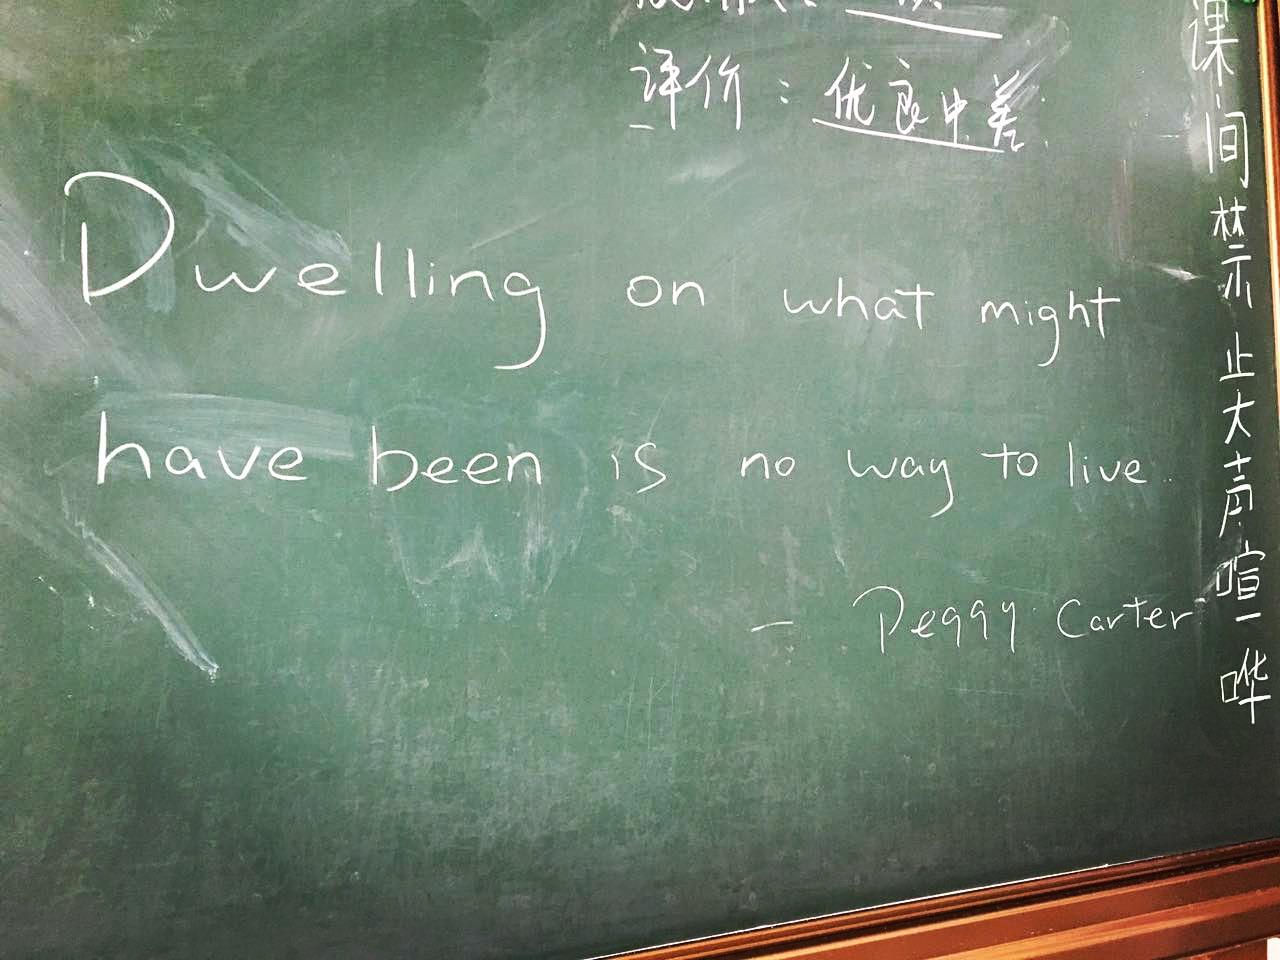 评价：优良中差
Dwelling on what might
have been is no way to live.
— Peggy Carter
课间禁止大声喧哗